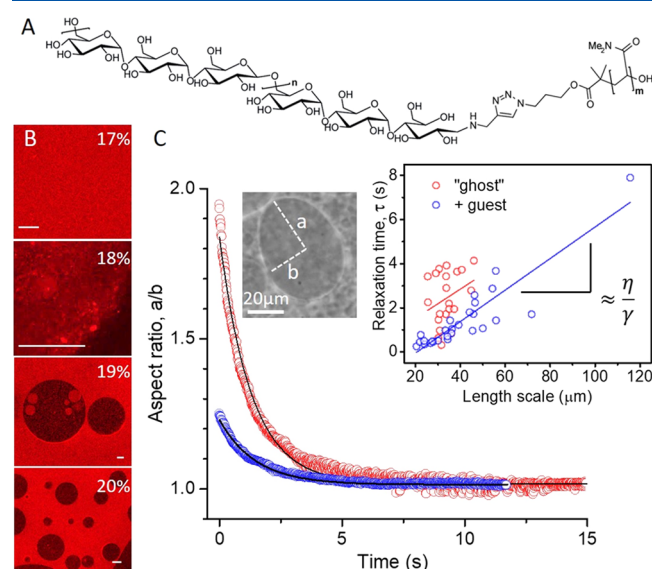 A
OH
HO
OH
O
n
HN
N=N
N
O
Me₂N
O
OH
m
B
17%
18%
19%
20%
C
2.0
1.5
1.0
Aspect ratio, a/b
0
5
10
15
Time (s)
a
b
20μm
"ghost"
+ guest
8
6
4
2
0
Relaxation time, τ (s)
20 40 60 80 100 120
Length scale (μm)
≈ η/γ